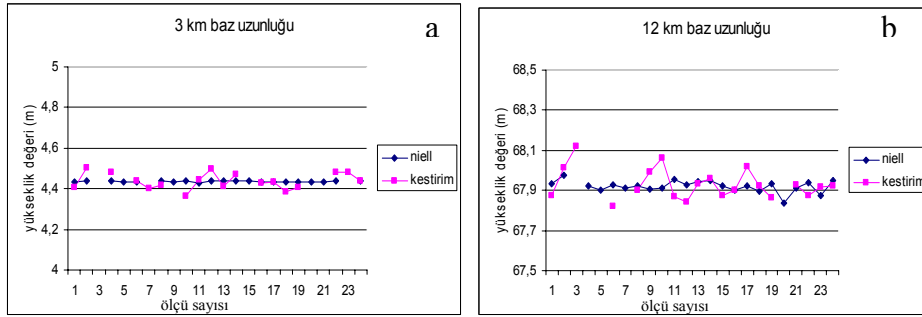 3 km baz uzunluğu
a
yükseklik değeri (m)
5
4,8
4,6
4,4
4,2
4
1 3 5 7 9 11 13 15 17 19 21 23
ölçü sayısı
niell
kestirim
12 km baz uzunluğu
b
yükseklik değeri (m)
68,5
68,3
68,1
67,9
67,7
67,5
1 3 5 7 9 11 13 15 17 19 21 23
ölçü sayısı
niell
kestirim